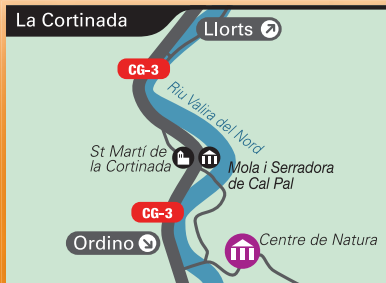 La Cortinada
Llorts
CG-3
Riu Valira del Nord
St Martí de
la Cortinada
Mola i Serradora
de Cal Pal
CG-3
Ordino
Centre de Natura